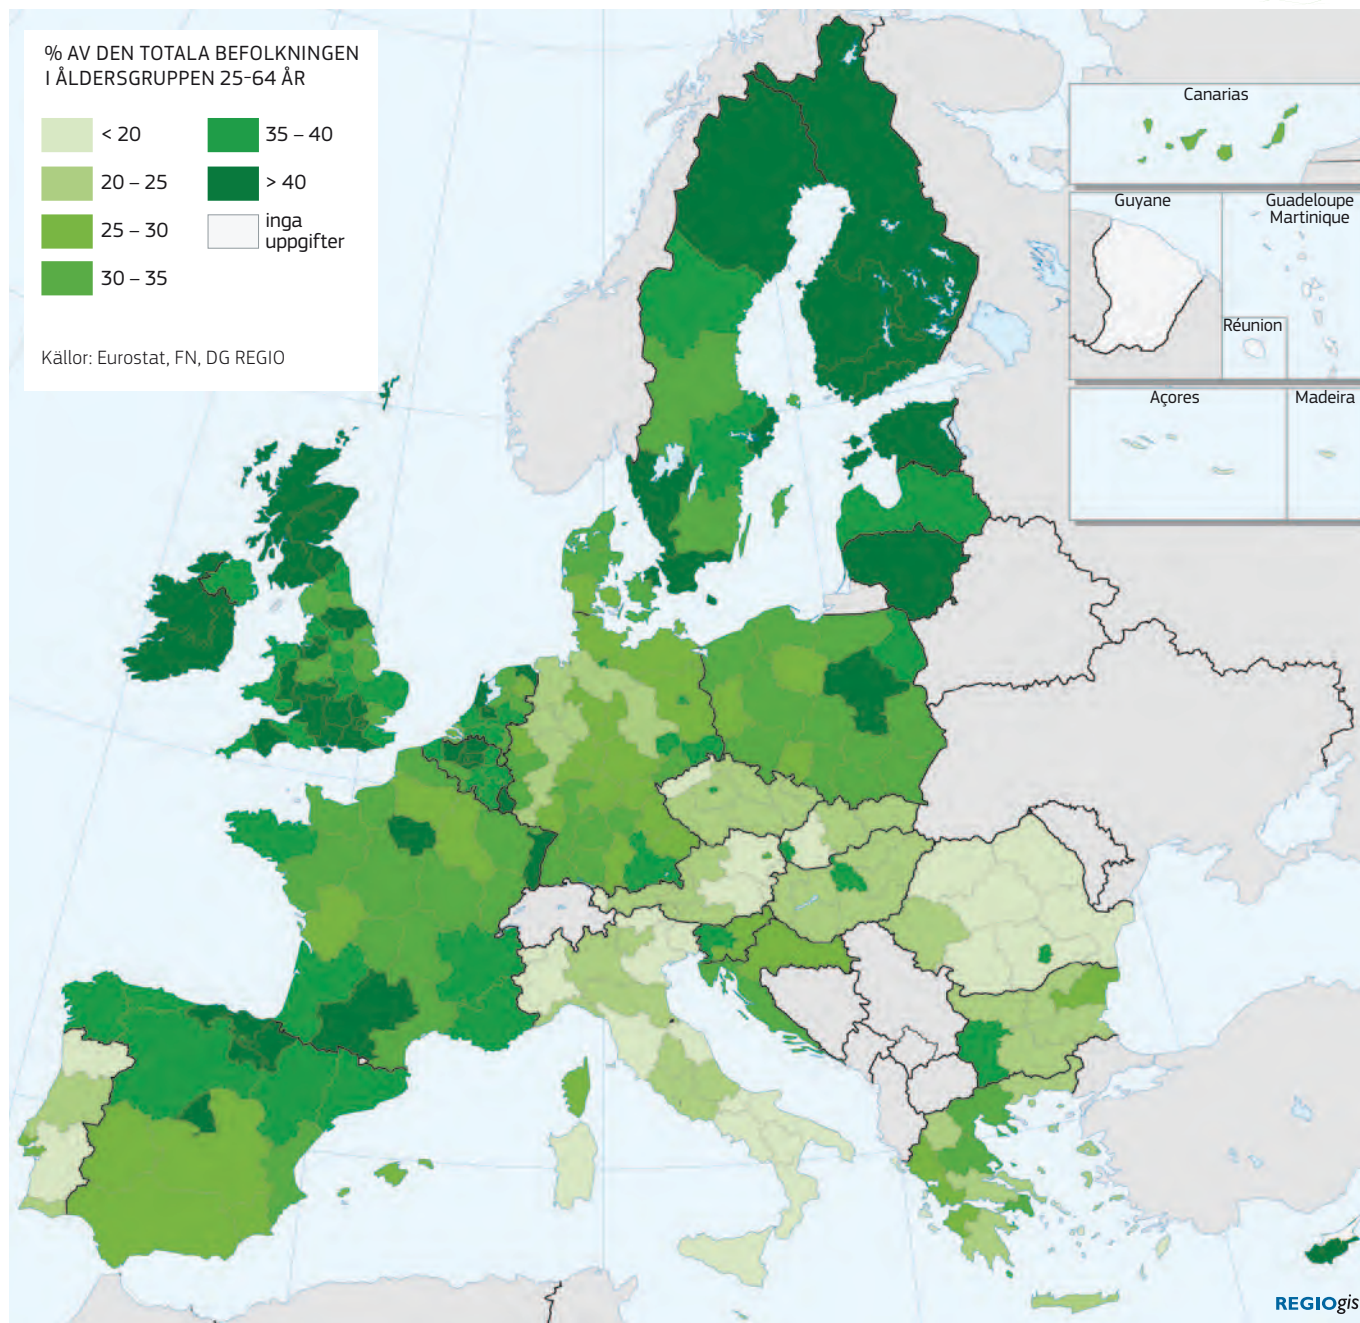 % AV DEN TOTALA BEFOLKNINGEN
I ÅLDERSGRUPPEN 25-64 ÅR
< 20
20 – 25
25 – 30
30 – 35
35 – 40
> 40
inga
uppgifter
Källor: Eurostat, FN, DG REGIO
Canarias
Guyane
Guadeloupe
Martinique
Réunion
Açores
Madeira
REGIOgis